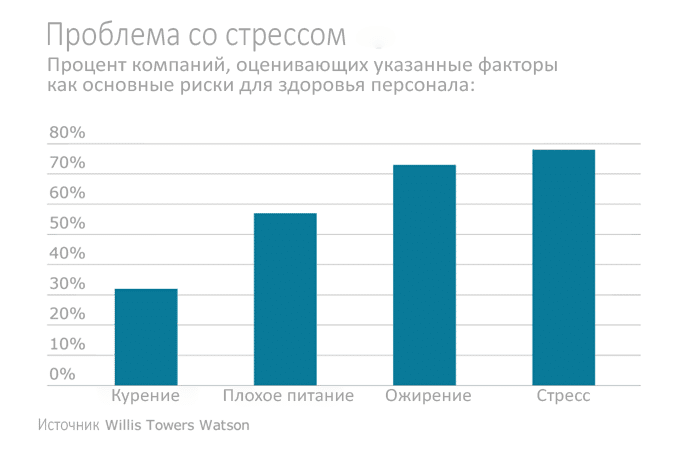 Проблема со стрессом
Процент компаний, оценивающих указанные факторы
как основные риски для здоровья персонала:
80%
70%
60%
50%
40%
30%
20%
10%
0%
Курение Плохое питание Ожирение Стресс
Источник Willis Towers Watson